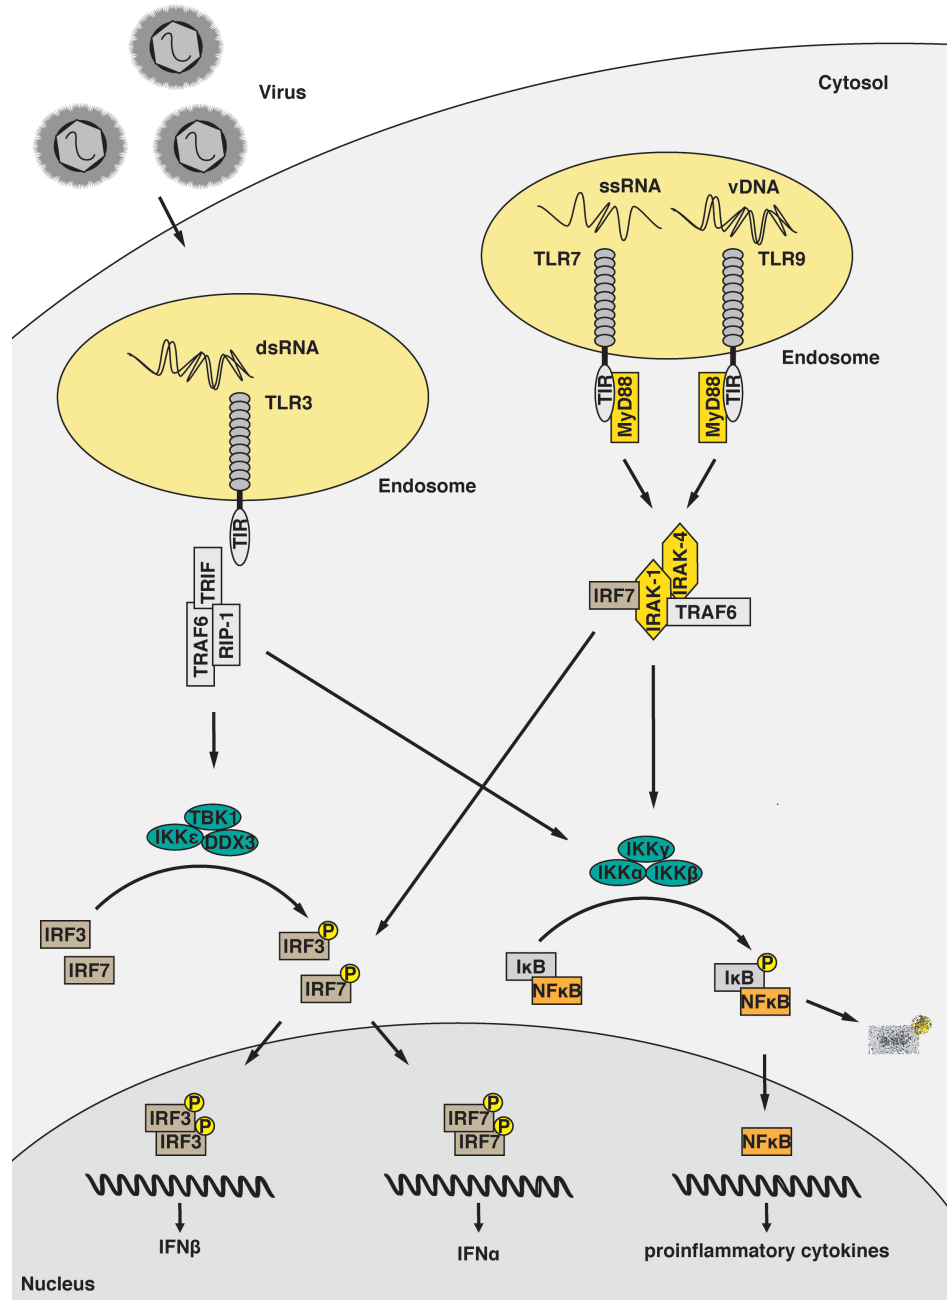 Virus
Cytosol
ssRNA
vDNA
TLR7
TLR9
Endosome
TIR
MyD88
MyD88
TIR
dsRNA
TLR3
Endosome
TIR
TRIF
TRAF6
RIP-1
IRAK-4
IRAK-1
IRF7
TRAF6
TBK1
IKKε
DDX3
IKKγ
IKKα
IKKβ
IRF3
IRF7
P
IRF3
P
IRF7
IκB
NFκB
P
IκB
NFκB
P
IRF3
P
IRF3
P
IRF7
P
IRF7
NFκB
IFNβ
IFNα
proinflammatory cytokines
Nucleus